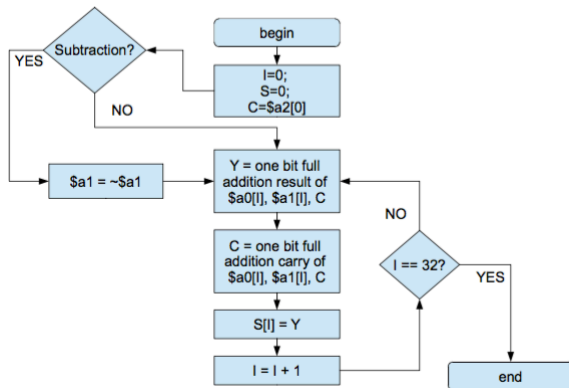 begin
I=0;
S=0;
C=$a2[0]
Subtraction?
YES
NO
$a1 = ~$a1
Y = one bit full
addition result of
$a0[I], $a1[I], C
C = one bit full
addition carry of
$a0[I], $a1[I], C
S[I] = Y
I = I + 1
I == 32?
NO
YES
end